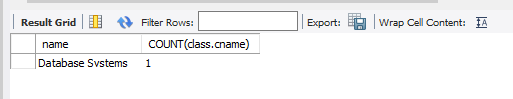 Result Grid Filter Rows: Export: Wrap Cell Content:
name COUNT(class.cname)
Database Systems 1